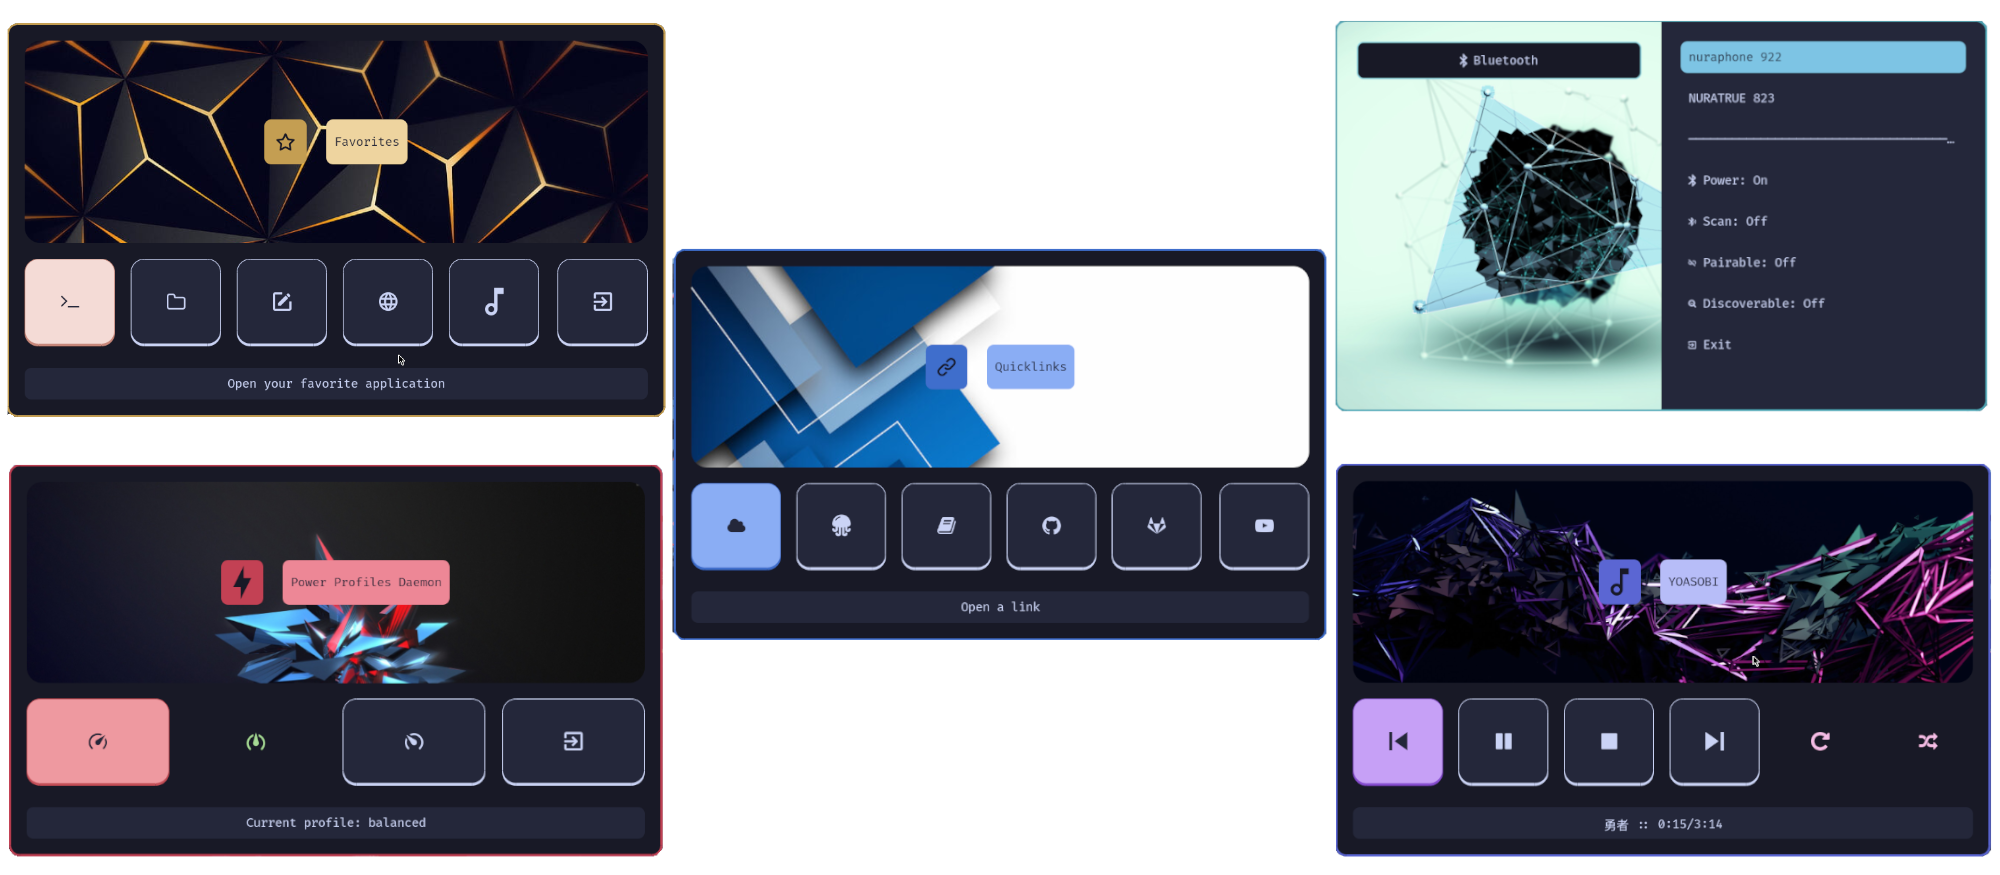 Favorites
Open your favorite application
Power Profiles Daemon
Current profile: balanced
Quicklinks
Open a link
Bluetooth
nuraphone 922
NURATRUE 823
Power: On
Scan: Off
Pairable: Off
Discoverable: Off
Exit
YOASOBI
勇者 :: 0:15/3:14